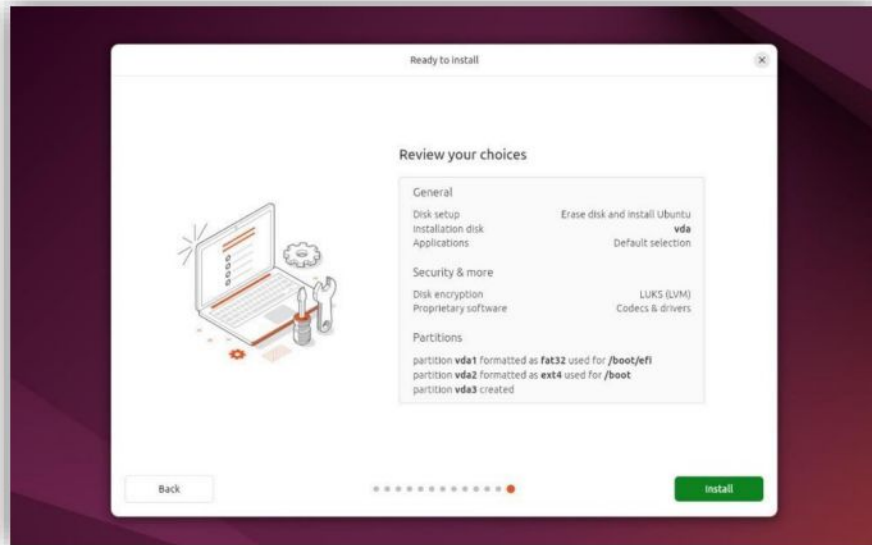 Ready to install
Review your choices
General
Disk setup Erase disk and install Ubuntu
Installation disk vda
Applications Default selection
Security & more
Disk encryption LUKS (LVM)
Proprietary software Codecs & drivers
Partitions
partition vda1 formatted as fat32 used for /boot/efi
partition vda2 formatted as ext4 used for /boot
partition vda3 created
Back
Install